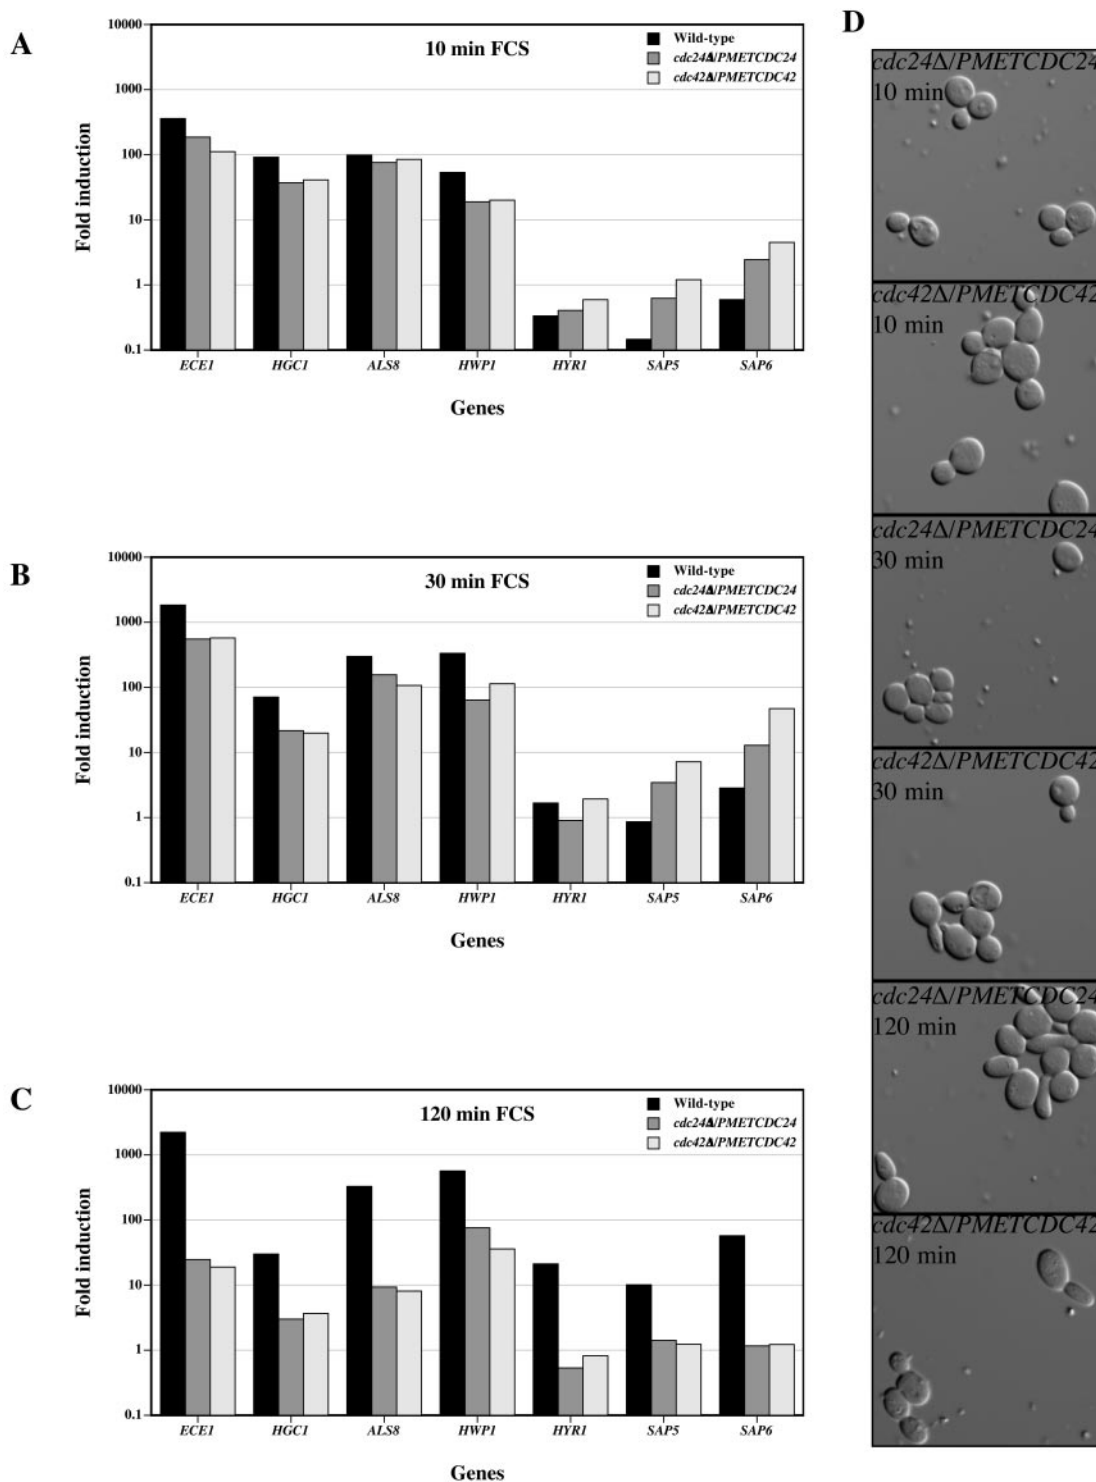 A
10 min FCS
Wild-type
cdc24Δ/PMETCDC24
cdc42Δ/PMETCDC42
Fold induction
10000
1000
100
10
1
0.1
ECE1 HGC1 ALS8 HWP1 HYR1 SAP5 SAP6
Genes
B
30 min FCS
Wild-type
cdc24Δ/PMETCDC24
cdc42Δ/PMETCDC42
Fold induction
10000
1000
100
10
1
0.1
ECE1 HGC1 ALS8 HWP1 HYR1 SAP5 SAP6
Genes
C
120 min FCS
Wild-type
cdc24Δ/PMETCDC24
cdc42Δ/PMETCDC42
Fold induction
10000
1000
100
10
1
0.1
ECE1 HGC1 ALS8 HWP1 HYR1 SAP5 SAP6
Genes
D
cdc24Δ/PMETCDC24
10 min
cdc42Δ/PMETCDC42
10 min
cdc24Δ/PMETCDC24
30 min
cdc42Δ/PMETCDC42
30 min
cdc24Δ/PMETCDC24
120 min
cdc42Δ/PMETCDC42
120 min